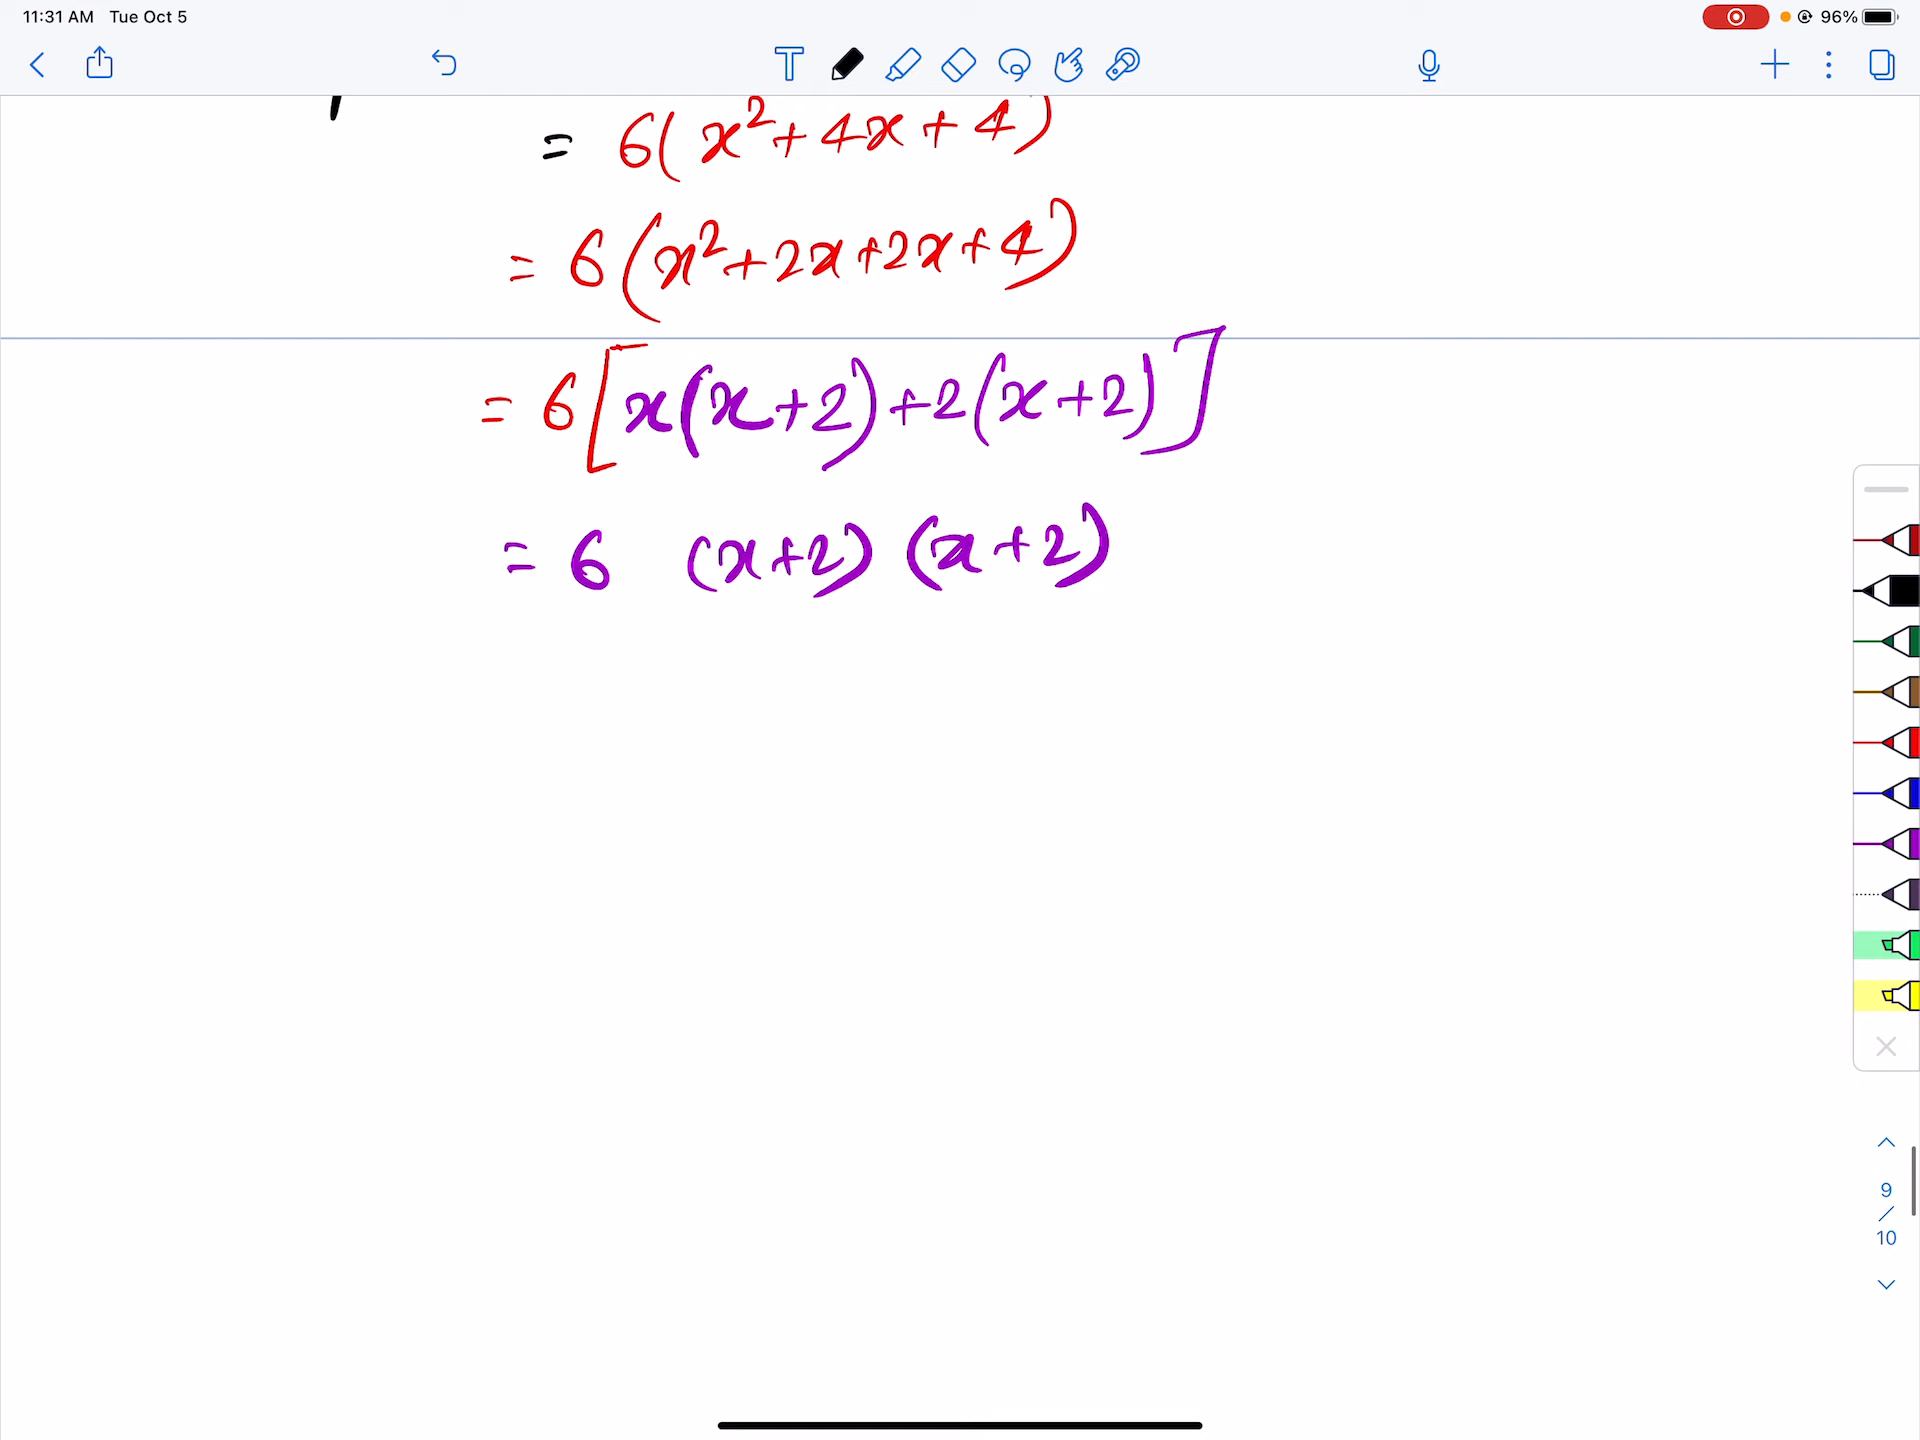 11:31 AM Tue Oct 5 96%
= 6(x²+4x+4)
= 6(x²+2x+2x+4)
= 6[x(x+2)+2(x+2)]
= 6 (x+2) (x+2)
9
/
10